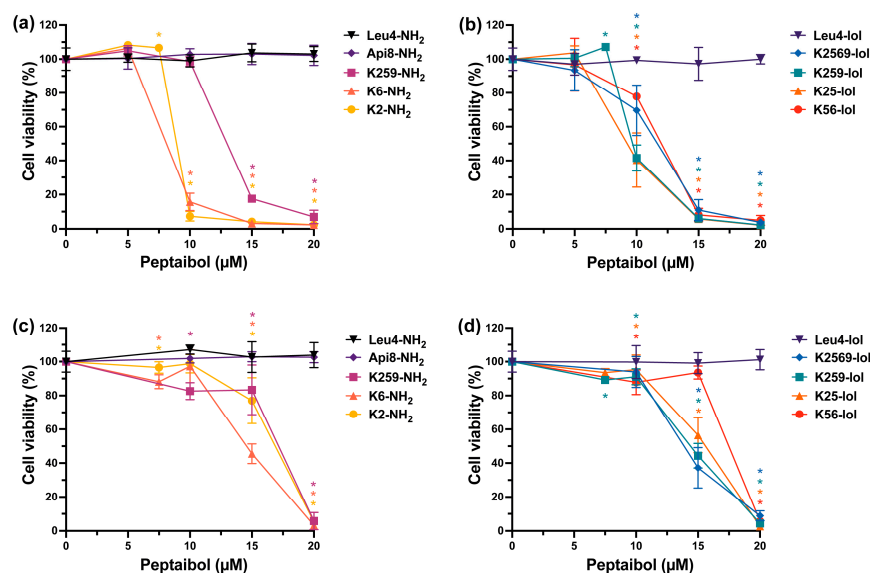 (a)
Cell viability (%)
120
100
80
60
40
20
0
0 5 10 15 20
Peptaibol (µM)
* * * * * * * * *
Leu4-NH2
Api8-NH2
K259-NH2
K6-NH2
K2-NH2
(b)
Cell viability (%)
120
100
80
60
40
20
0
0 5 10 15 20
Peptaibol (µM)
* * * * * * * * * * * * *
Leu4-lol
K2569-lol
K259-lol
K25-lol
K56-lol
(c)
Cell viability (%)
120
100
80
60
40
20
0
0 5 10 15 20
Peptaibol (µM)
* * * * * * * * *
Leu4-NH2
Api8-NH2
K259-NH2
K6-NH2
K2-NH2
(d)
Cell viability (%)
120
100
80
60
40
20
0
0 5 10 15 20
Peptaibol (µM)
* * * * * * * * * * *
Leu4-lol
K2569-lol
K259-lol
K25-lol
K56-lol